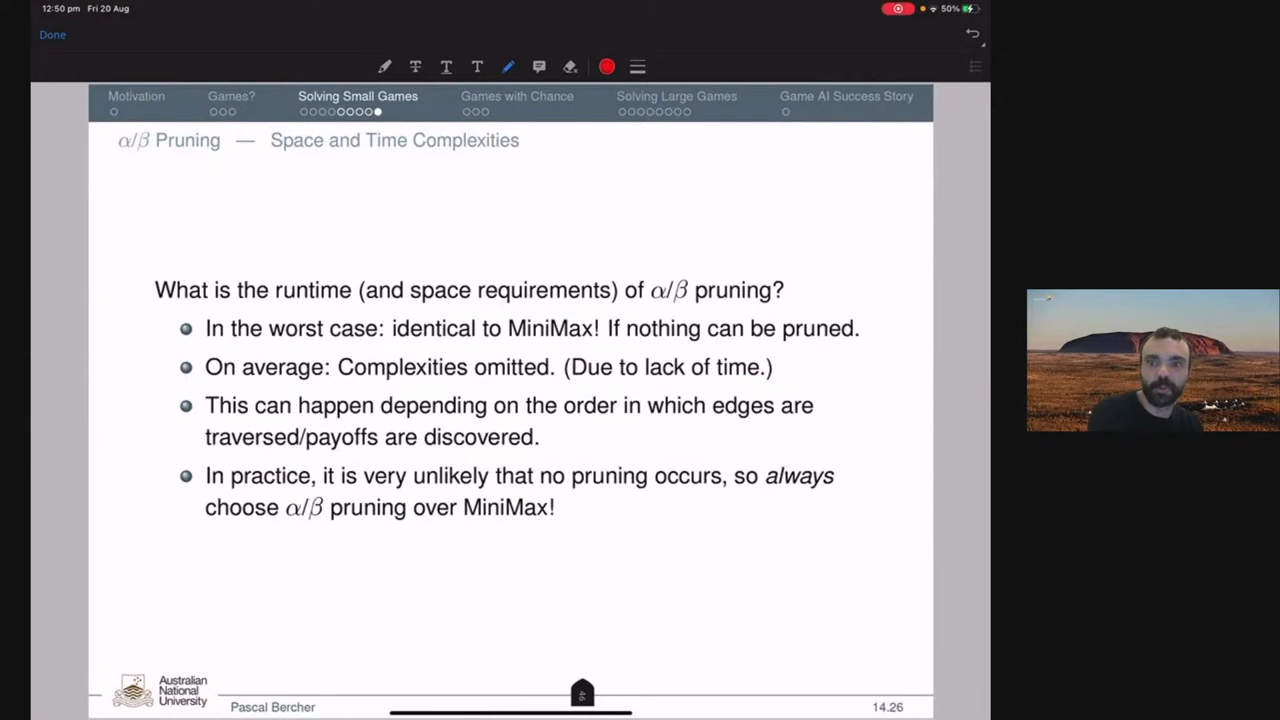 12:50 pm Fri 20 Aug
50%
Done
T T T
Motivation Games? Solving Small Games Games with Chance Solving Large Games Game AI Success Story
α/β Pruning — Space and Time Complexities
What is the runtime (and space requirements) of α/β pruning?
In the worst case: identical to MiniMax! If nothing can be pruned.
On average: Complexities omitted. (Due to lack of time.)
This can happen depending on the order in which edges are
traversed/payoffs are discovered.
In practice, it is very unlikely that no pruning occurs, so always
choose α/β pruning over MiniMax!
Australian
National
University
46
Pascal Bercher
14.26